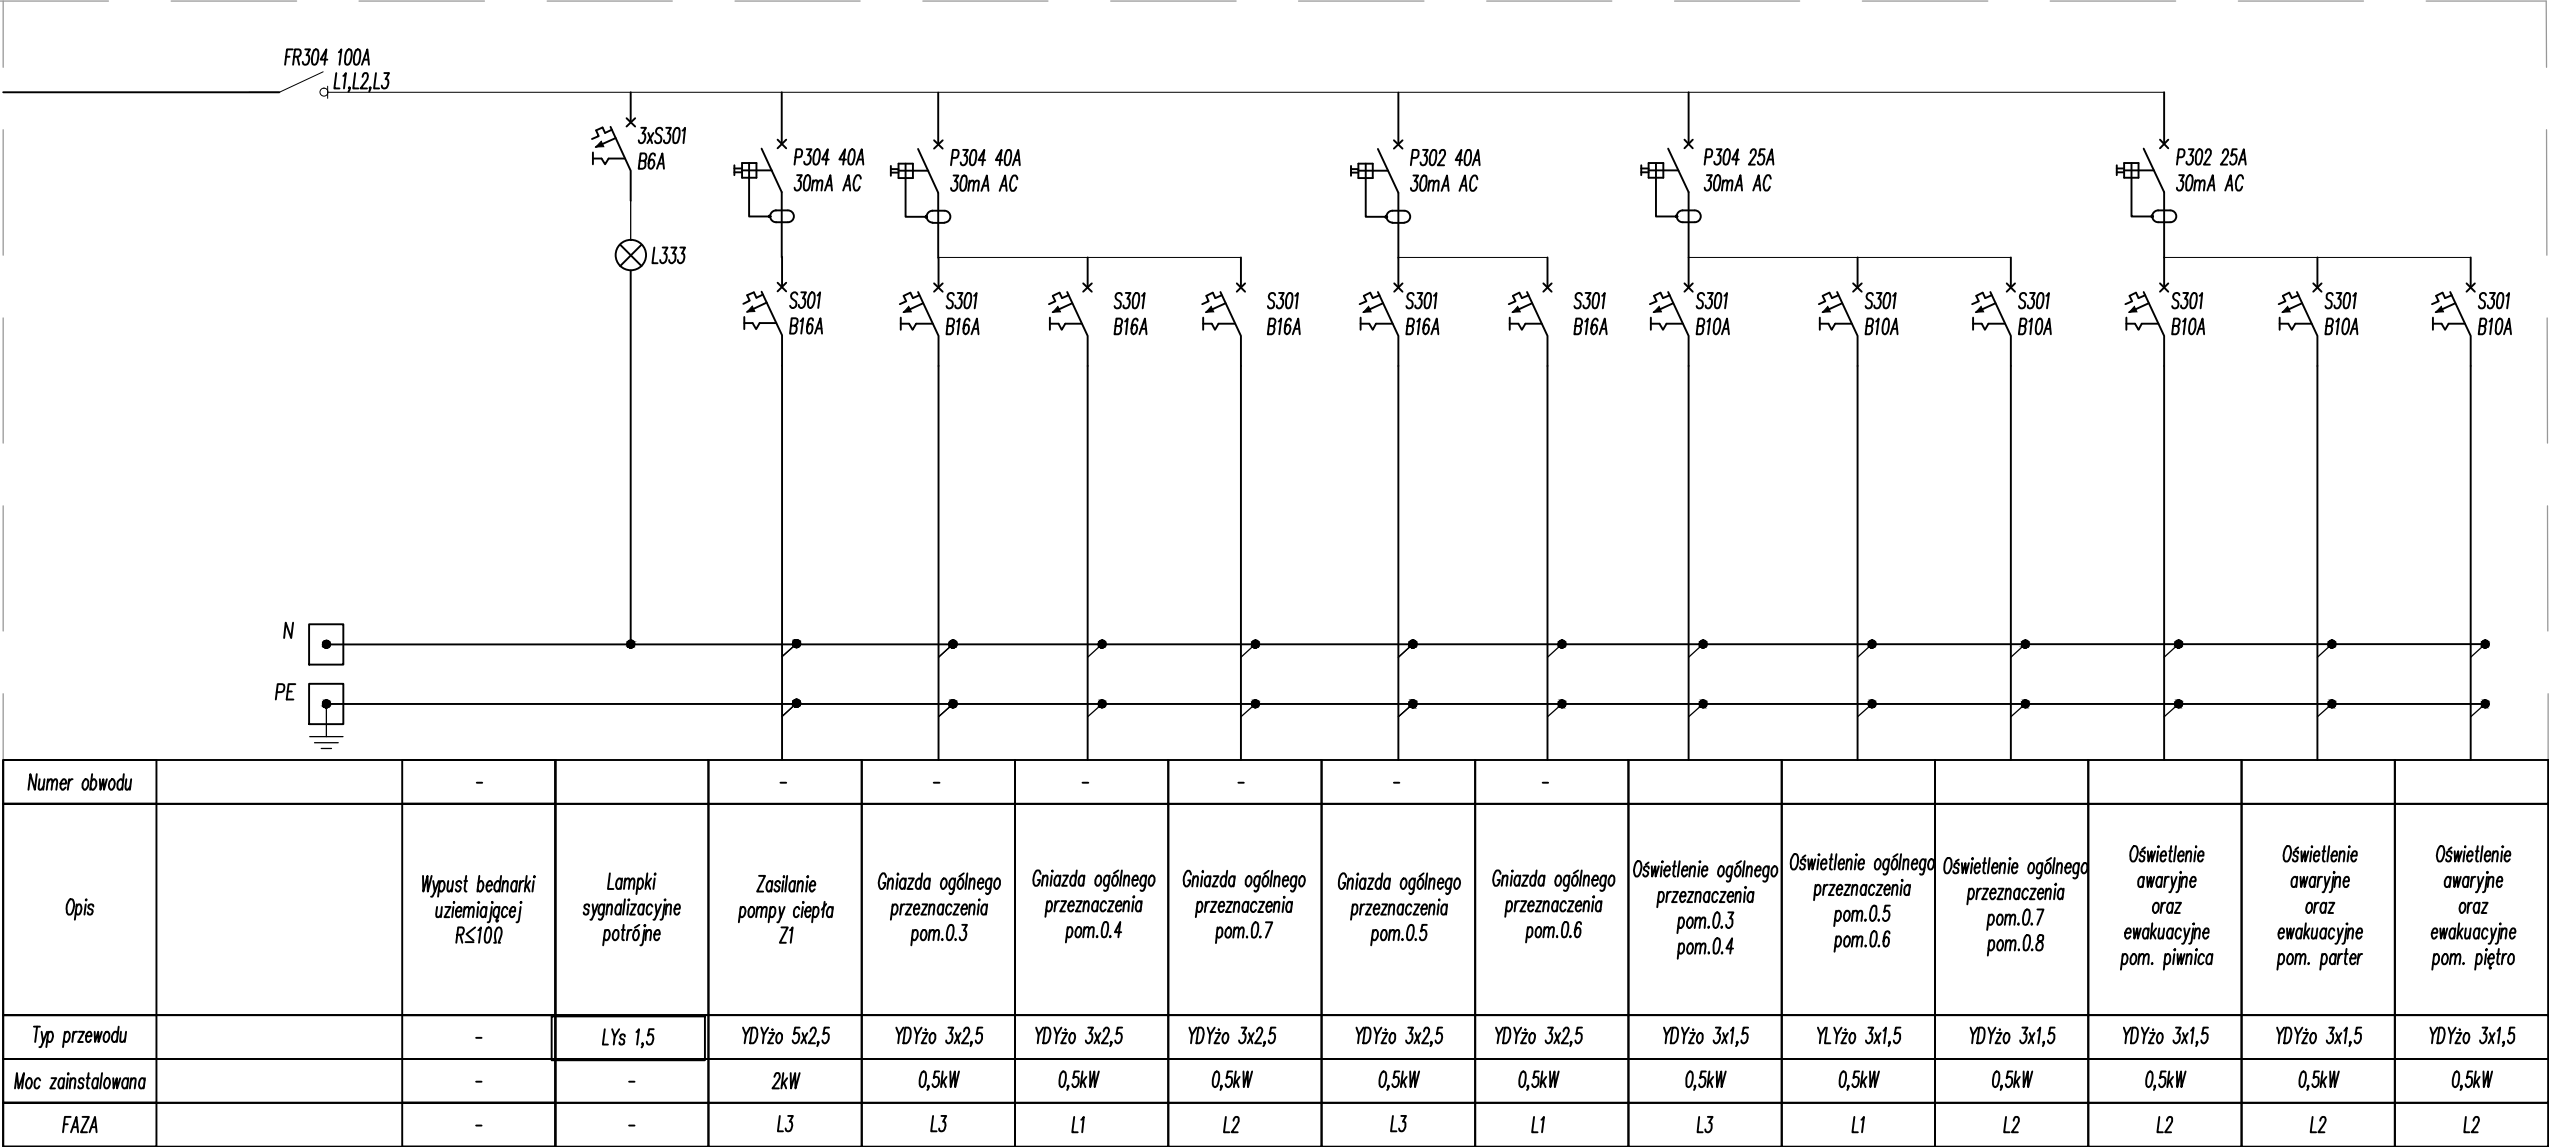 FR304 100A
L1,L2,L3
3xS301
B6A
L333
P304 40A
30mA AC
P304 40A
30mA AC
P302 40A
30mA AC
P304 25A
30mA AC
P302 25A
30mA AC
S301
B16A
S301
B16A
S301
B16A
S301
B16A
S301
B16A
S301
B16A
S301
B10A
S301
B10A
S301
B10A
S301
B10A
S301
B10A
S301
B10A
N
PE
Numer obwodu - - - - - - -
Opis
Wypust bednarki
uziemiającej
R≤10Ω
Lampki
sygnalizacyjne
potrójne
Zasilanie
pompy ciepła
Z1
Gniazda ogólnego
przeznaczenia
pom.0.3
Gniazda ogólnego
przeznaczenia
pom.0.4
Gniazda ogólnego
przeznaczenia
pom.0.7
Gniazda ogólnego
przeznaczenia
pom.0.5
Gniazda ogólnego
przeznaczenia
pom.0.6
Oświetlenie ogólnego
przeznaczenia
pom.0.3
pom.0.4
Oświetlenie ogólnego
przeznaczenia
pom.0.5
pom.0.6
Oświetlenie ogólnego
przeznaczenia
pom.0.7
pom.0.8
Oświetlenie
awaryjne
oraz
ewakuacyjne
pom. piwnica
Oświetlenie
awaryjne
oraz
ewakuacyjne
pom. parter
Oświetlenie
awaryjne
oraz
ewakuacyjne
pom. piętro
Typ przewodu - LYs 1,5 YDYżo 5x2,5 YDYżo 3x2,5 YDYżo 3x2,5 YDYżo 3x2,5 YDYżo 3x2,5 YDYżo 3x2,5 YDYżo 3x1,5 YLYżo 3x1,5 YDYżo 3x1,5 YDYżo 3x1,5 YDYżo 3x1,5 YDYżo 3x1,5
Moc zainstalowana - - 2kW 0,5kW 0,5kW 0,5kW 0,5kW 0,5kW 0,5kW 0,5kW 0,5kW 0,5kW 0,5kW 0,5kW
FAZA - - L3 L3 L1 L2 L3 L1 L3 L1 L2 L2 L2 L2